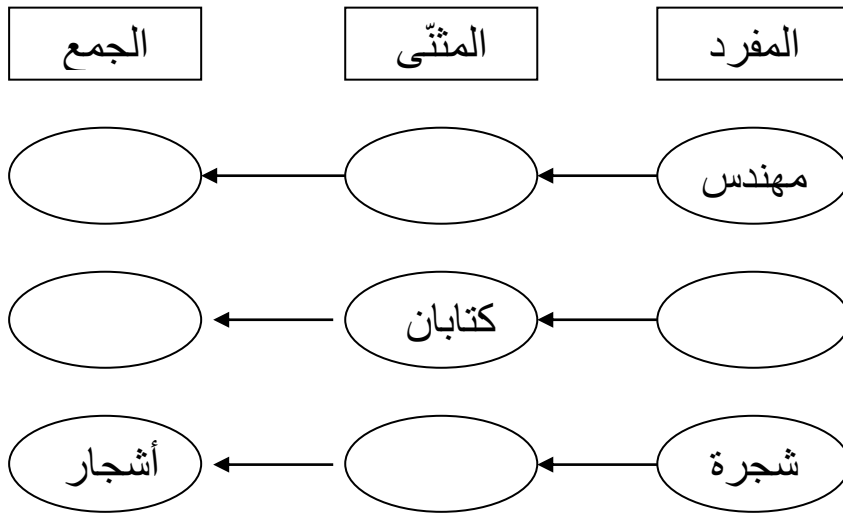 المفرد المثنّى الجمع
مهندس
كتابان
شجرة أشجار